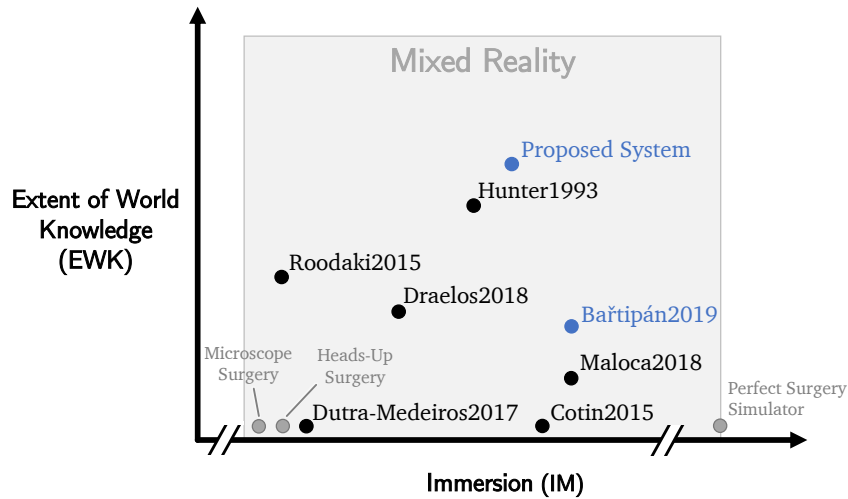 Mixed Reality
Proposed System
Hunter1993
Extent of World
Knowledge
(EWK)
Roodaki2015
Draelos2018
Bařtipán2019
Microscope
Surgery
Heads-Up
Surgery
Maloca2018
Perfect Surgery
Simulator
Dutra-Medeiros2017
Cotin2015
Immersion (IM)